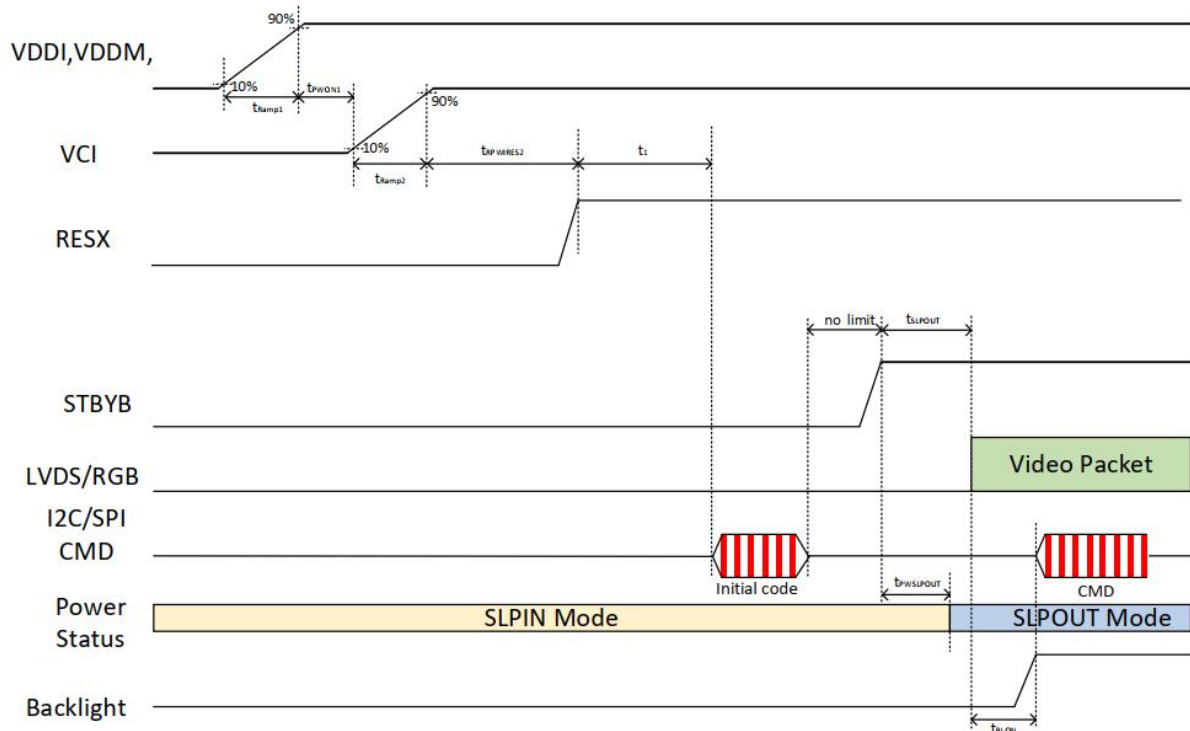 90%
VDDI,VDDM,
10%
tRamp1
tPWON1
90%
VCI
10%
tRamp2
tRPWIRES2
t1
RESX
no limit
tSLPOUT
STBYB
LVDS/RGB
Video Packet
I2C/SPI
CMD
Initial code
tPWSLPOUT
CMD
Power
Status
SLPIN Mode
SLPOUT Mode
Backlight
tBLON